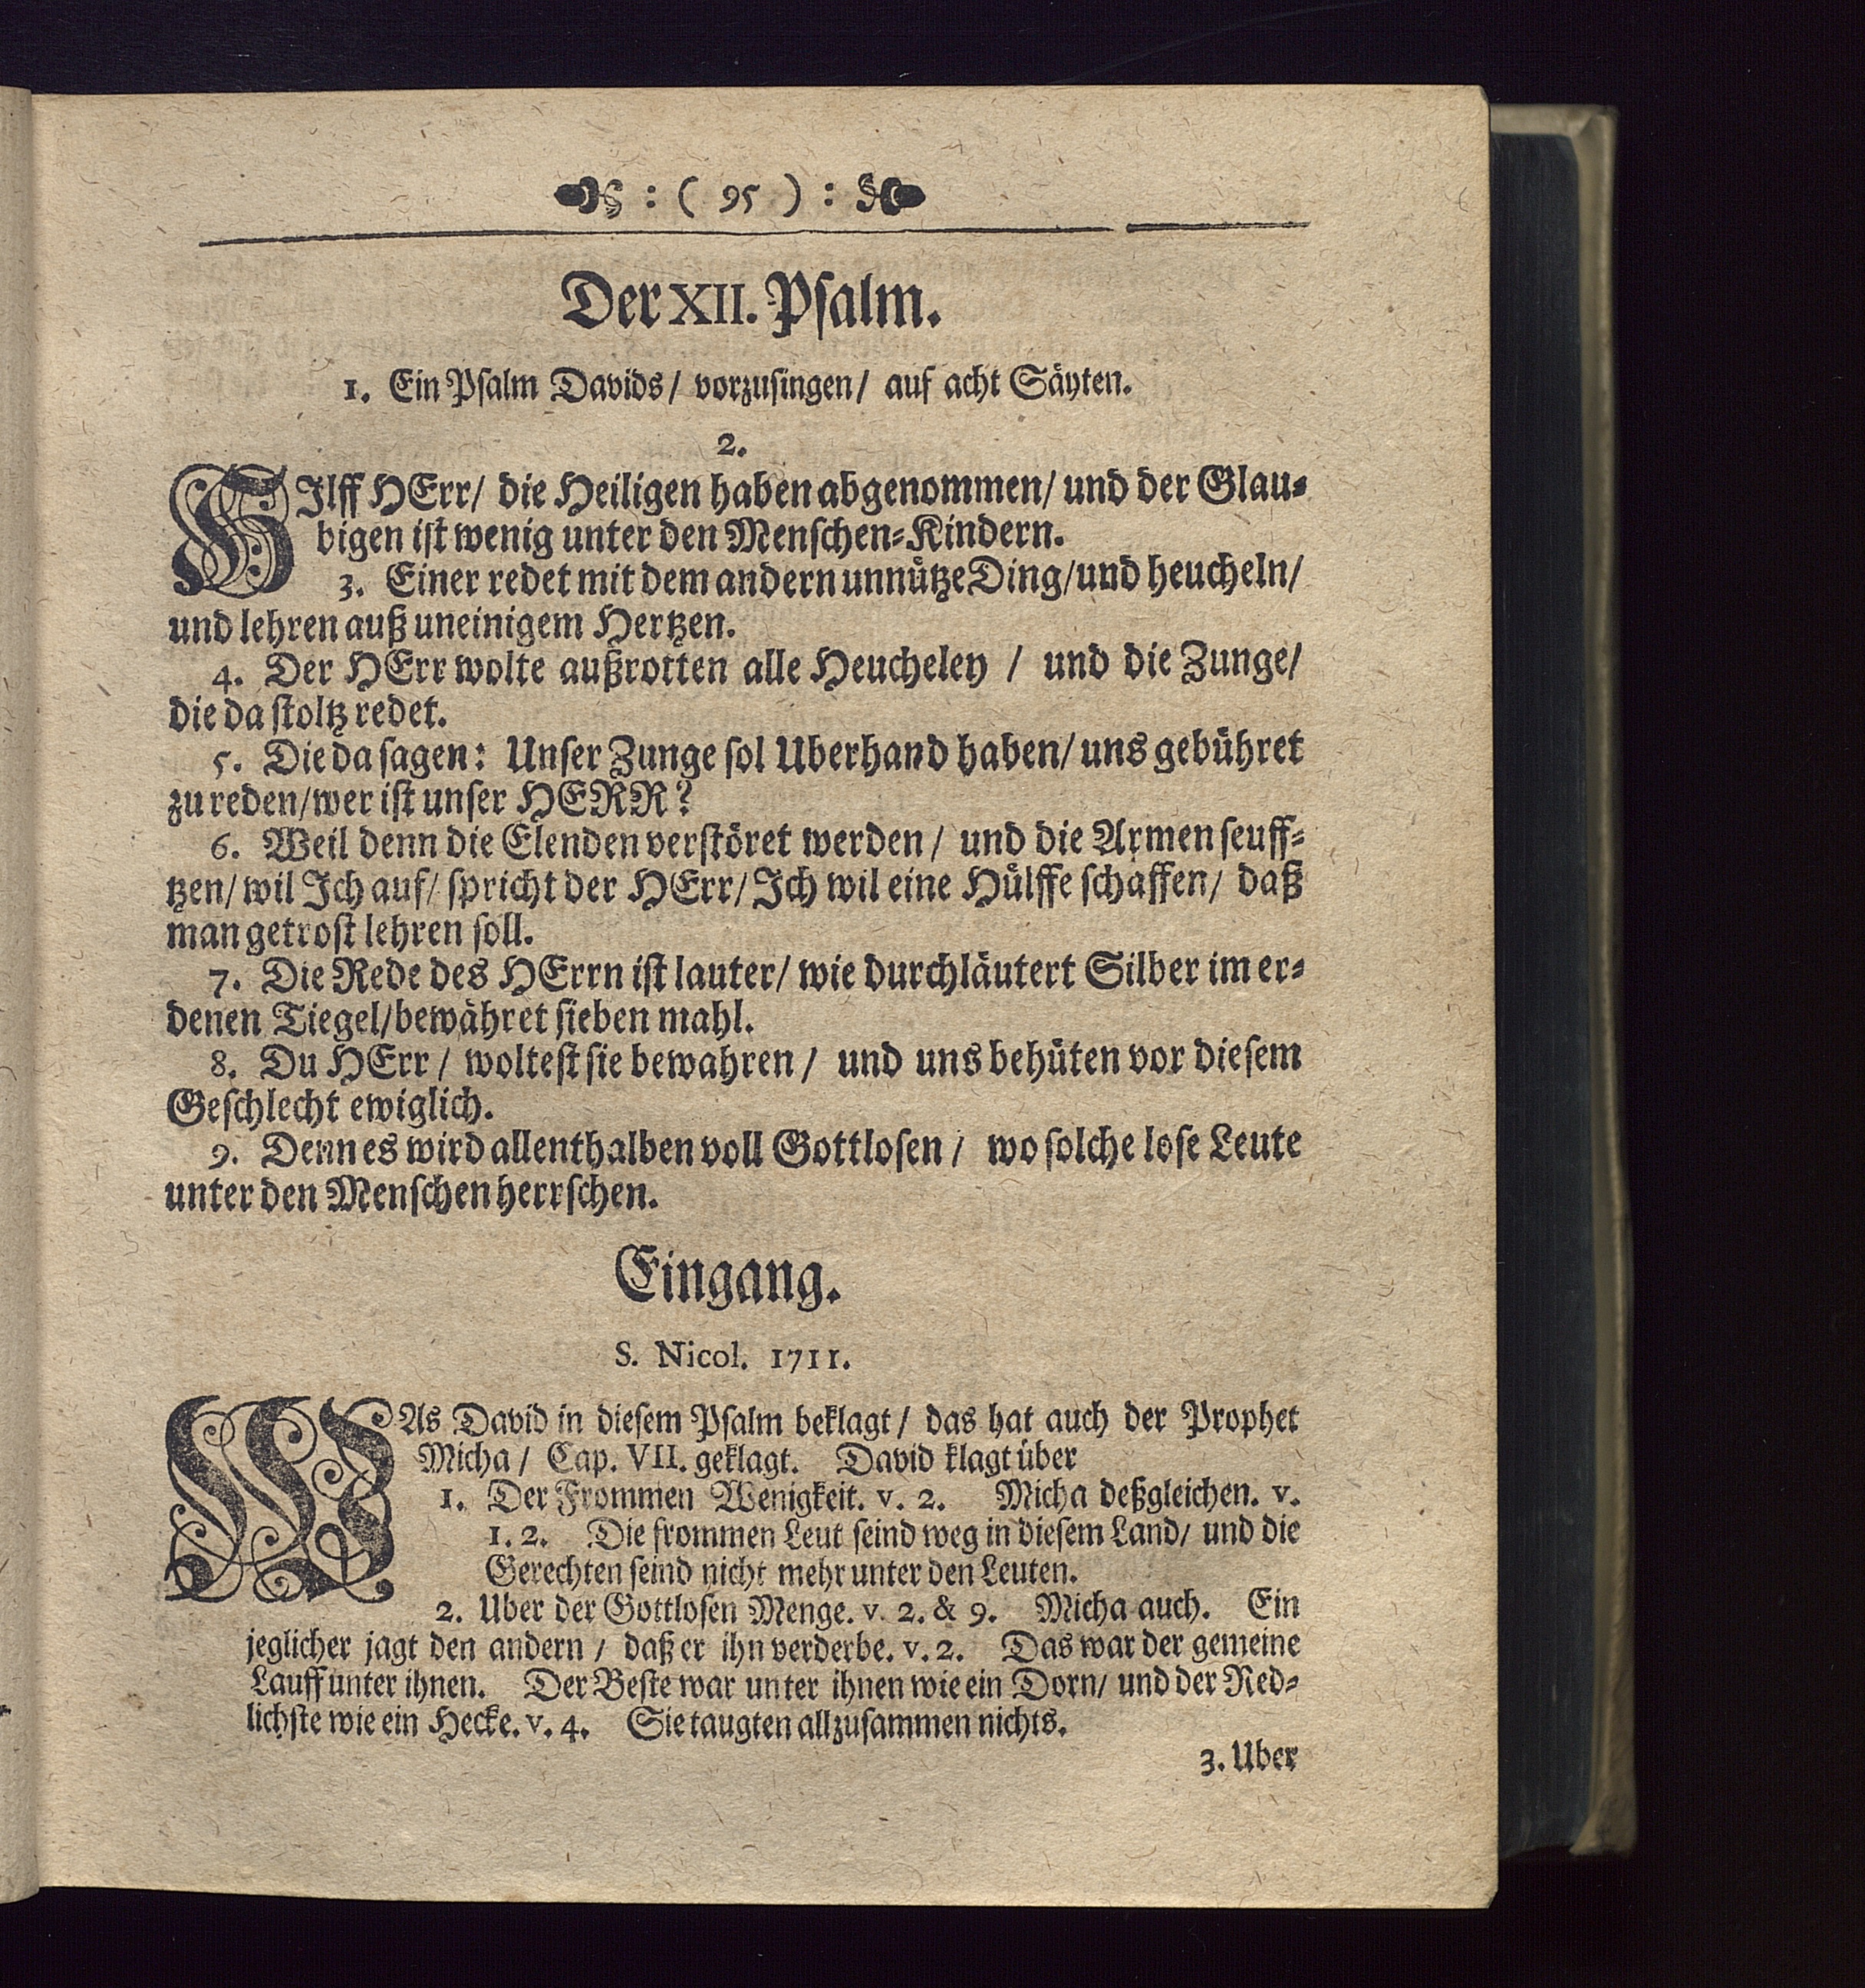 : ( 95 ) :
Der XII. Psalm.
1. Ein Psalm Davids/ vorzusingen/ auf acht Säyten.
2.
HIlff HErr/ die Heiligen haben abgenommen/ und der Glau-
bigen ist wenig unter den Menschen-Kindern.
3. Einer redet mit dem andern unnütze Ding/ und heucheln/
und lehren auß uneinigem Hertzen.
4. Der HErr wolte außrotten alle Heucheley / und die Zunge/
die da stoltz redet.
5. Die da sagen: Unser Zunge sol Uberhand haben/ uns gebühret
zu reden/ wer ist unser HERR?
6. Weil denn die Elenden verstöret werden/ und die Armen seuff-
tzen/ wil Ich auf/ spricht der HErr/ Ich wil eine Hülffe schaffen/ daß
man getrost lehren soll.
7. Die Rede des HErrn ist lauter/ wie durchläutert Silber im er-
denen Tiegel/ bewähret sieben mahl.
8. Du HErr / woltest sie bewahren / und uns behüten vor diesem
Geschlecht ewiglich.
9. Denn es wird allenthalben voll Gottlosen / wo solche lose Leute
unter den Menschen herrschen.
Eingang.
S. Nicol. 1711.
WAs David in diesem Psalm beklagt / das hat auch der Prophet
Micha / Cap. VII. geklagt. David klagt über
1. Der Frommen Wenigkeit. v. 2. Micha deßgleichen. v.
1. 2. Die frommen Leut seind weg in diesem Land/ und die
Gerechten seind nicht mehr unter den Leuten.
2. Uber der Gottlosen Menge. v. 2. & 9. Micha auch. Ein
jeglicher jagt den andern / daß er ihn verderbe. v. 2. Das war der gemeine
Lauff unter ihnen. Der Beste war unter ihnen wie ein Dorn/ und der Red-
lichste wie ein Hecke. v. 4. Sie taugten allzusammen nichts.
3. Uber